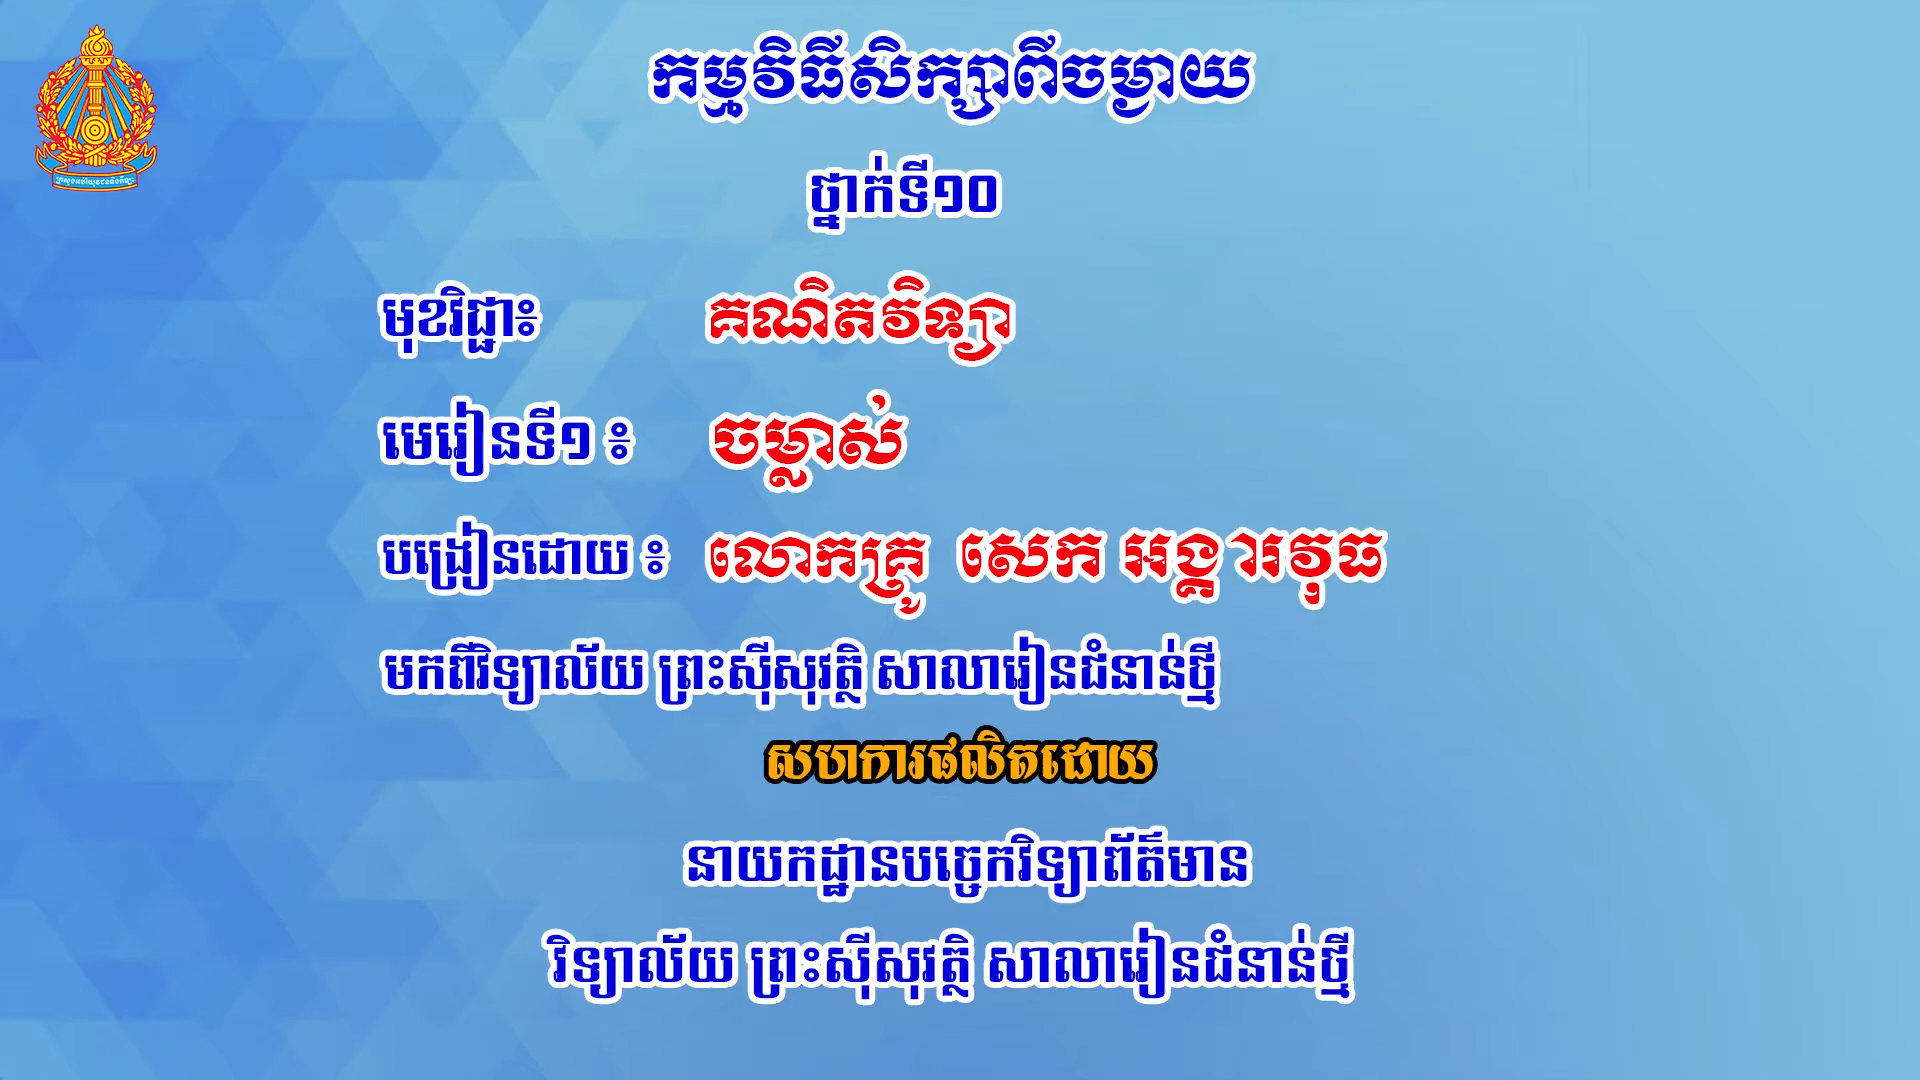 កម្មវិធីសិក្សាពីចម្ងាយ
ថ្នាក់ទី១០
មុខវិជ្ជា៖ គណិតវិទ្យា
មេរៀនទី១ ៖ ចម្លាស់
បង្រៀនដោយ ៖ លោកគ្រូ សេក អង្គារវុធ
មកពីវិទ្យាល័យ ព្រះស៊ីសុវត្ថិ សាលារៀនជំនាន់ថ្មី
សហការផលិតដោយ
នាយកដ្ឋានបច្ចេកវិទ្យាព័ត៌មាន
វិទ្យាល័យ ព្រះស៊ីសុវត្ថិ សាលារៀនជំនាន់ថ្មី